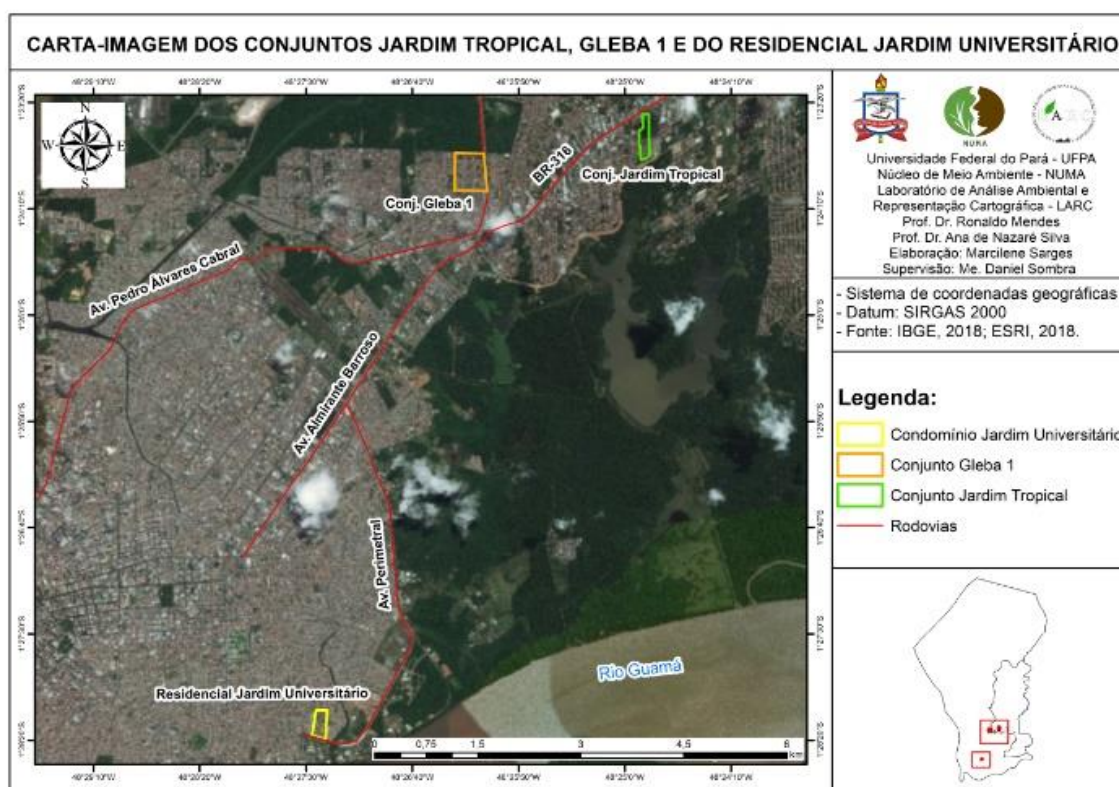 CARTA-IMAGEM DOS CONJUNTOS JARDIM TROPICAL, GLEBA 1 E DO RESIDENCIAL JARDIM UNIVERSITÁRIO
N
W E
S
Conj. Gleba 1
BR-316
Conj. Jardim Tropical
Av. Pedro Álvares Cabral
Av. Almirante Barroso
Av. Perimetral
Rio Guamá
Residencial Jardim Universitário
0 0,75 1,5 3 4,5 6
km
NUMA
Universidade Federal do Pará - UFPA
Núcleo de Meio Ambiente - NUMA
Laboratório de Análise Ambiental e
Representação Cartográfica - LARC
Prof. Dr. Ronaldo Mendes
Prof. Dr. Ana de Nazaré Silva
Elaboração: Marcilene Sarges
Supervisão: Me. Daniel Sombra
- Sistema de coordenadas geográficas
- Datum: SIRGAS 2000
- Fonte: IBGE, 2018; ESRI, 2018.
Legenda:
Condomínio Jardim Universitário
Conjunto Gleba 1
Conjunto Jardim Tropical
Rodovias